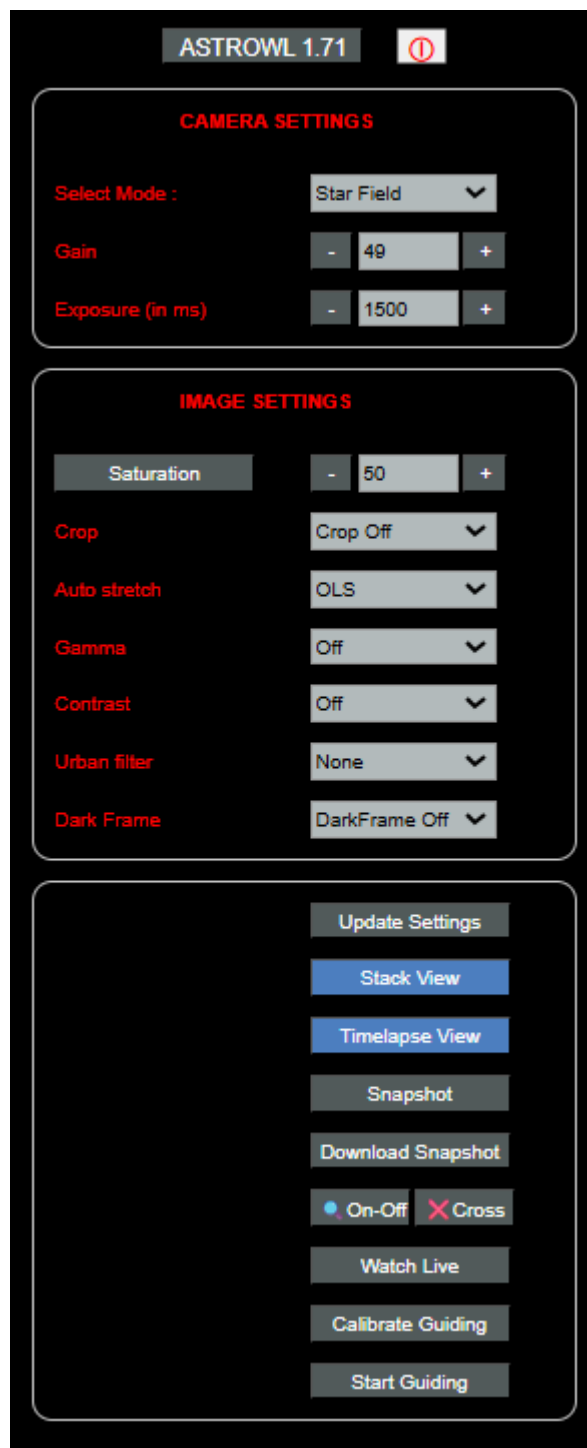 ASTROWL 1.71
CAMERA SETTINGS
Select Mode : Star Field
Gain - 49 +
Exposure (in ms) - 1500 +
IMAGE SETTINGS
Saturation - 50 +
Crop Crop Off
Auto stretch OLS
Gamma Off
Contrast Off
Urban filter None
Dark Frame DarkFrame Off
Update Settings
Stack View
Timelapse View
Snapshot
Download Snapshot
On-Off Cross
Watch Live
Calibrate Guiding
Start Guiding